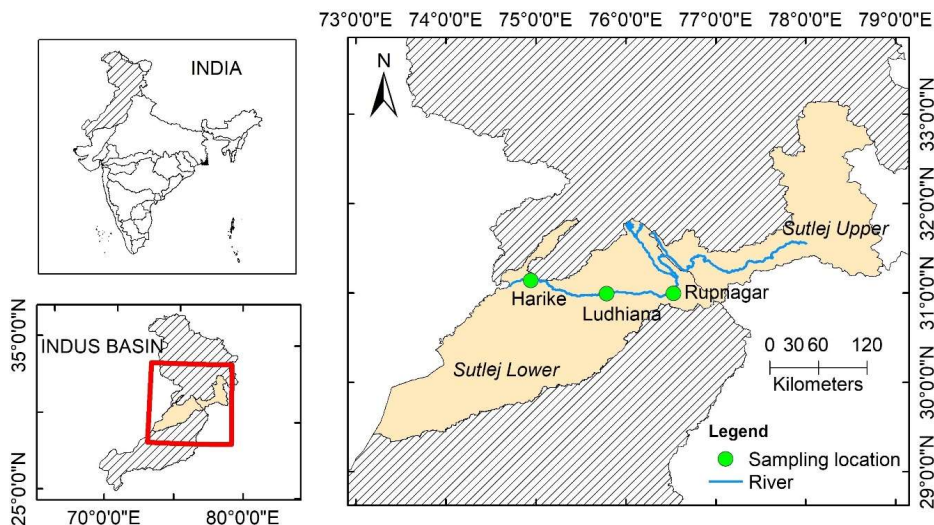 INDIA
INDUS BASIN
35°0'0"N
25°0'0"N
70°0'0"E 80°0'0"E
73°0'0"E 74°0'0"E 75°0'0"E 76°0'0"E 77°0'0"E 78°0'0"E 79°0'0"E
N
33°0'0"N
32°0'0"N
31°0'0"N
30°0'0"N
29°0'0"N
Sutlej Upper
Harike
Ludhiana
Rupnagar
Sutlej Lower
0 30 60 120
Kilometers
Legend
Sampling location
River